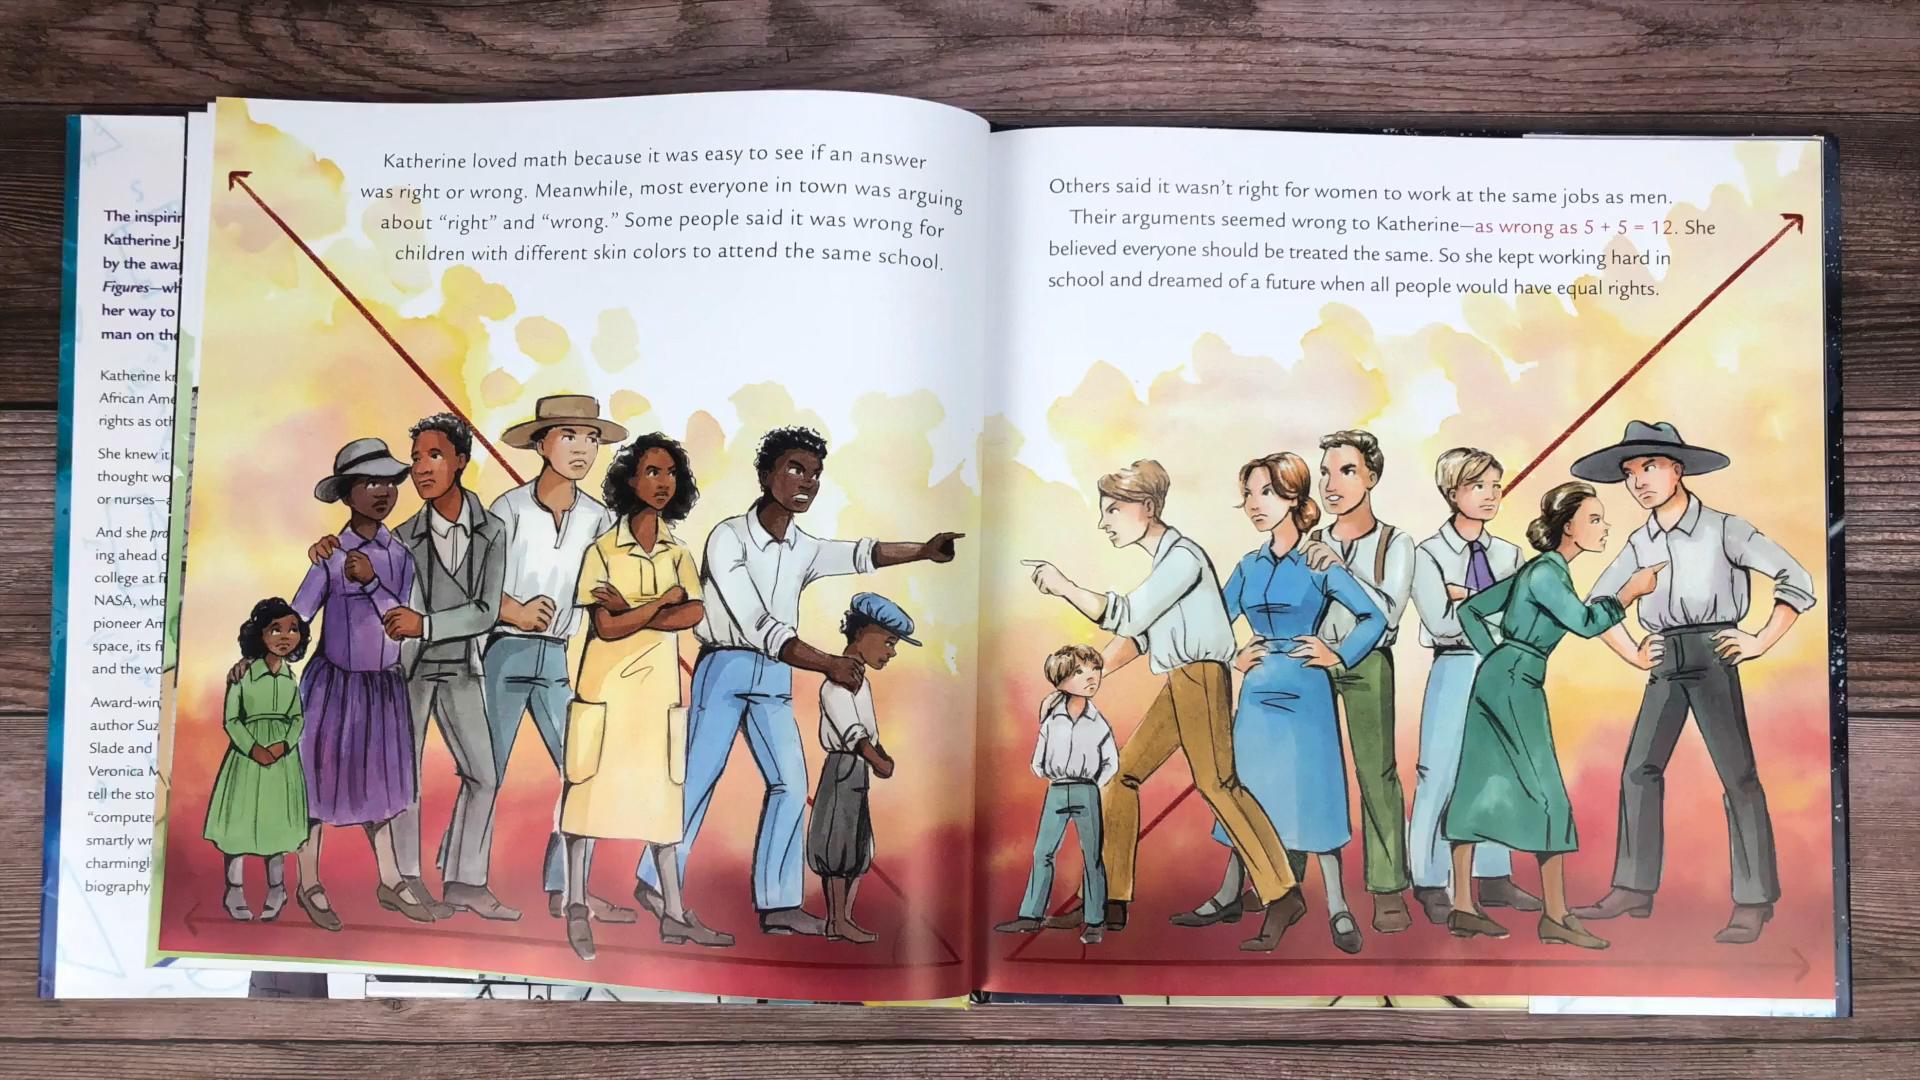 The inspirin
Katherine J
by the awa
Figures—wh
her way to
man on the
Katherine kr
African Ame
rights as oth
She knew it
thought wo
or nurses—a
And she pro
ing ahead o
college at fi
NASA, whe
pioneer Am
space, its fi
and the wo
Award-win
author Suz
Slade and
Veronica M
tell the sto
"compute
smartly wr
charmingl
biography
Katherine loved math because it was easy to see if an answer
was right or wrong. Meanwhile, most everyone in town was arguing
about "right" and "wrong." Some people said it was wrong for
children with different skin colors to attend the same school.
Others said it wasn't right for women to work at the same jobs as men.
Their arguments seemed wrong to Katherine—as wrong as 5 + 5 = 12. She
believed everyone should be treated the same. So she kept working hard in
school and dreamed of a future when all people would have equal rights.